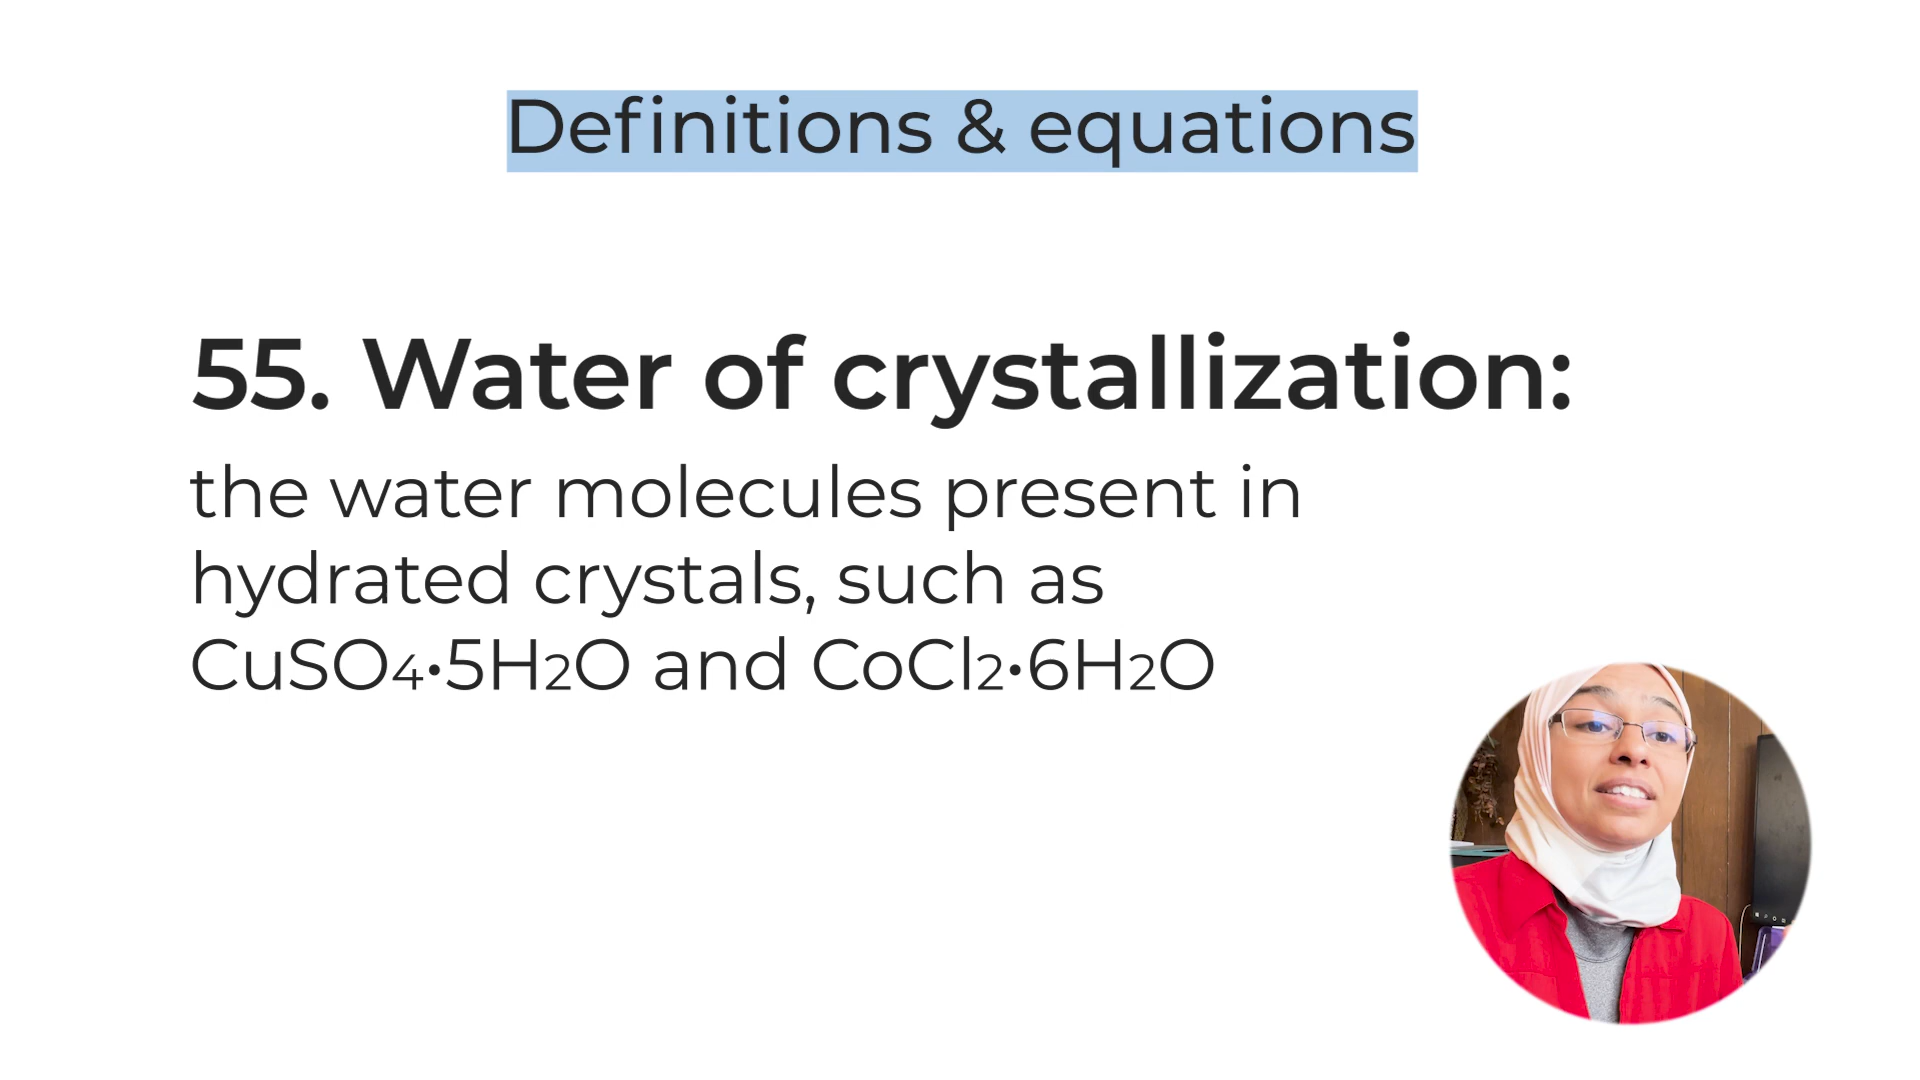 Definitions & equations
55. Water of crystallization:
the water molecules present in
hydrated crystals, such as
CuSO4•5H2O and CoCl2•6H2O